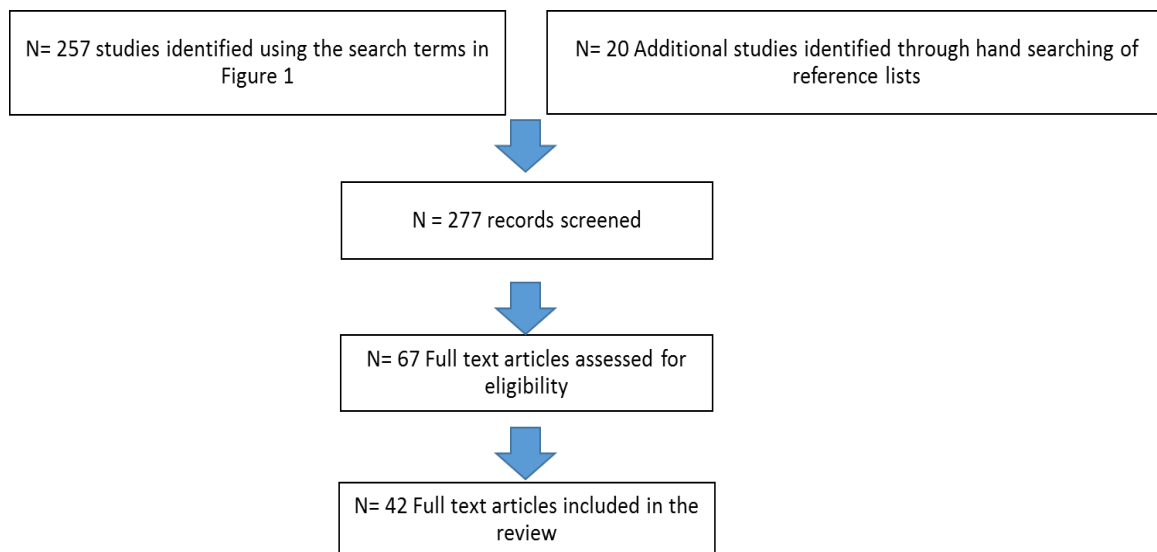 N= 257 studies identified using the search terms in
Figure 1
N= 20 Additional studies identified through hand searching of
reference lists
N = 277 records screened
N= 67 Full text articles assessed for
eligibility
N= 42 Full text articles included in the
review